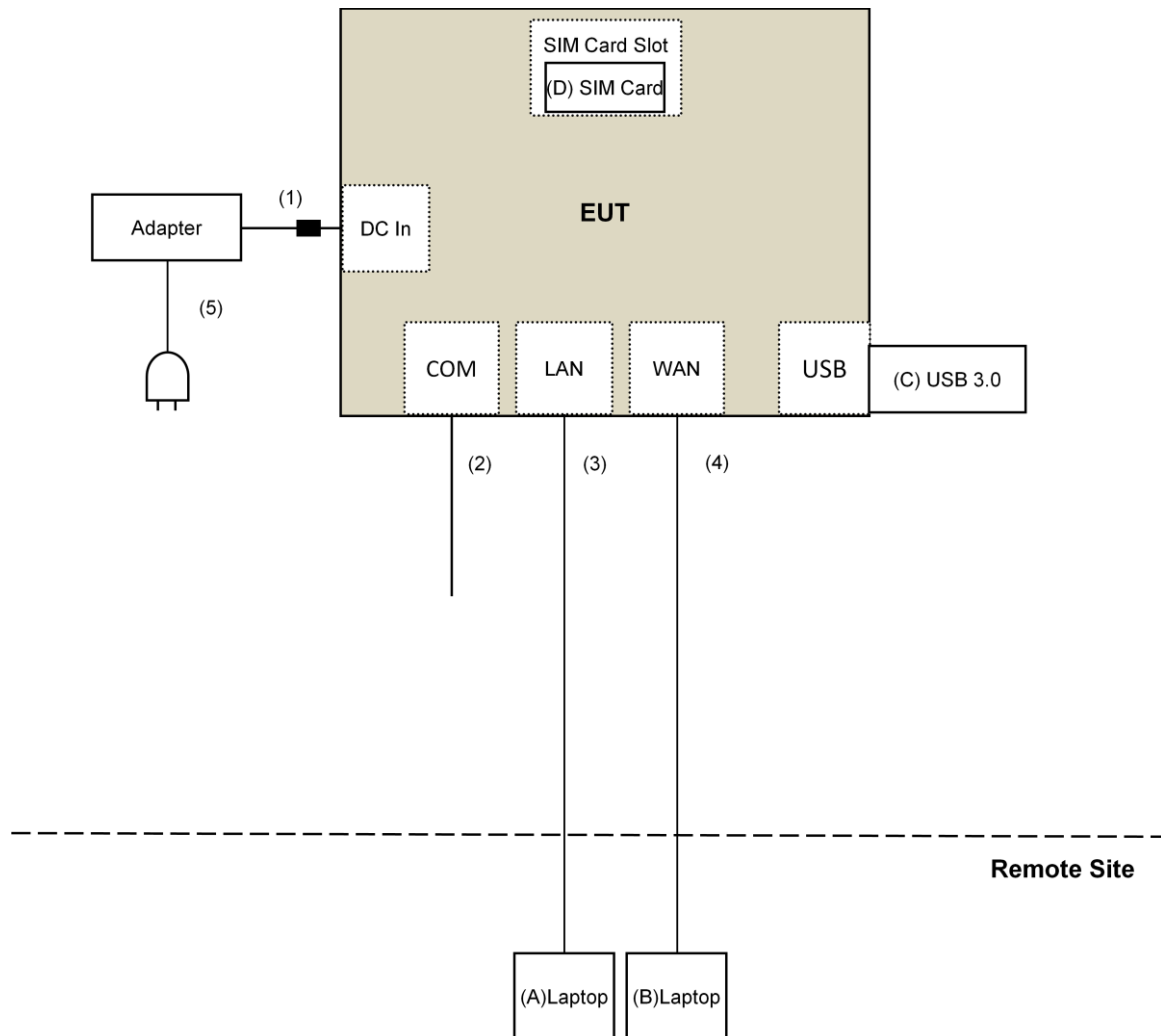 SIM Card Slot
(D) SIM Card
(1)
Adapter
DC In
EUT
(5)
COM
LAN
WAN
USB
(C) USB 3.0
(2)
(3)
(4)
Remote Site
(A)Laptop
(B)Laptop